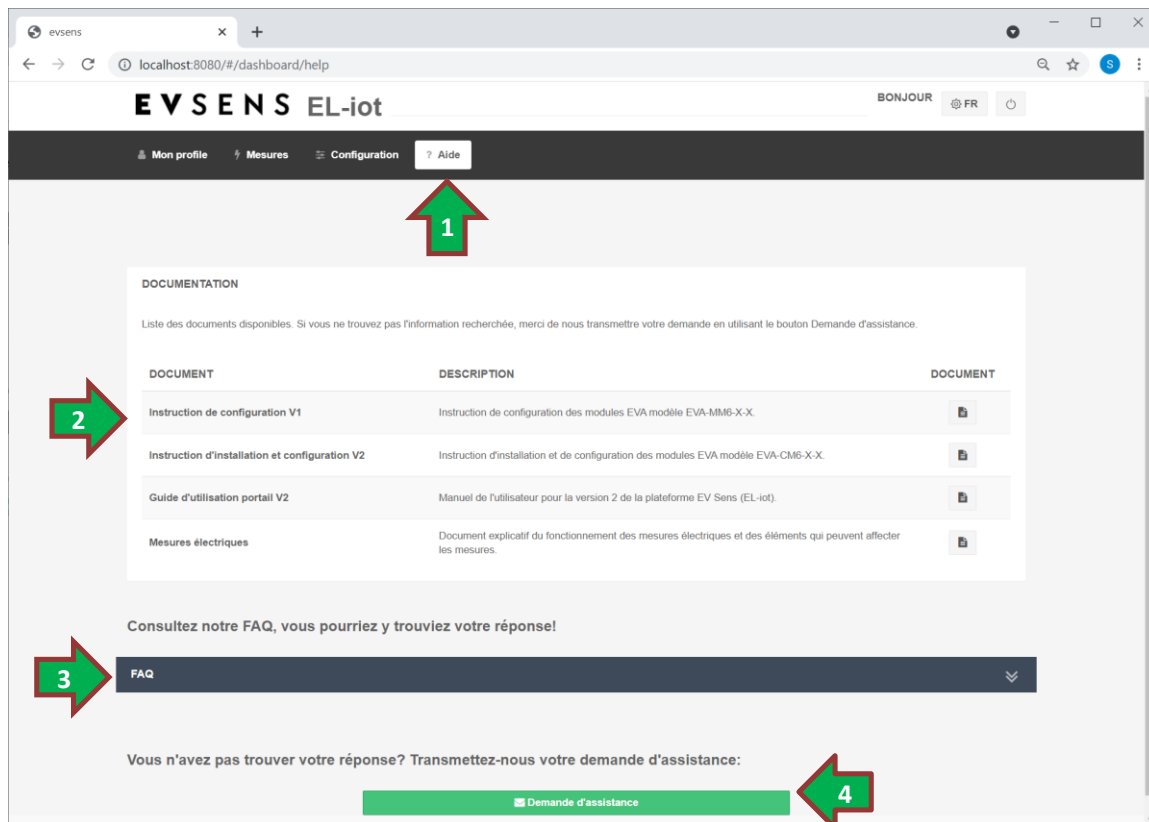 evsens
localhost:8080/#/dashboard/help
S
EVSENS EL-iot
BONJOUR
FR
Mon profile Mesures Configuration ? Aide
1
DOCUMENTATION
Liste des documents disponibles. Si vous ne trouvez pas l'information recherchée, merci de nous transmettre votre demande en utilisant le bouton Demande d'assistance.
DOCUMENT DESCRIPTION DOCUMENT
2
Instruction de configuration V1 Instruction de configuration des modules EVA modèle EVA-MM6-X-X.
Instruction d'installation et configuration V2 Instruction d'installation et de configuration des modules EVA modèle EVA-CM6-X-X.
Guide d'utilisation portail V2 Manuel de l'utilisateur pour la version 2 de la plateforme EV Sens (EL-iot).
Mesures électriques Document explicatif du fonctionnement des mesures électriques et des éléments qui peuvent affecter
les mesures.
Consultez notre FAQ, vous pourriez y trouviez votre réponse!
3
FAQ
Vous n'avez pas trouver votre réponse? Transmettez-nous votre demande d'assistance:
Demande d'assistance
4